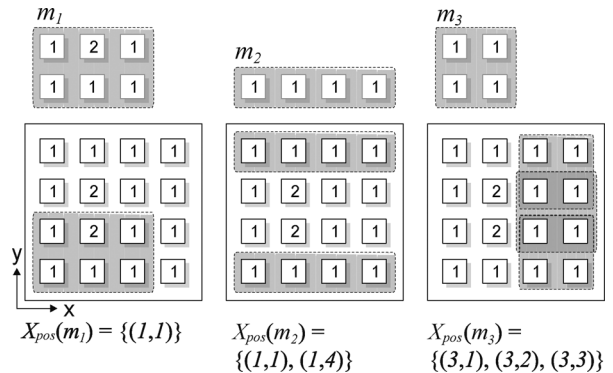 m1
m2
m3
1 2 1
1 1 1
1 1 1 1
1 1
1 1
1 1 1 1
1 2 1 1
1 2 1 1
1 1 1 1
1 1 1 1
1 2 1 1
1 2 1 1
1 1 1 1
1 1 1 1
1 2 1 1
1 2 1 1
1 1 1 1
y
x
Xpos(m1) = {(1,1)}
Xpos(m2) =
{(1,1), (1,4)}
Xpos(m3) =
{(3,1), (3,2), (3,3)}